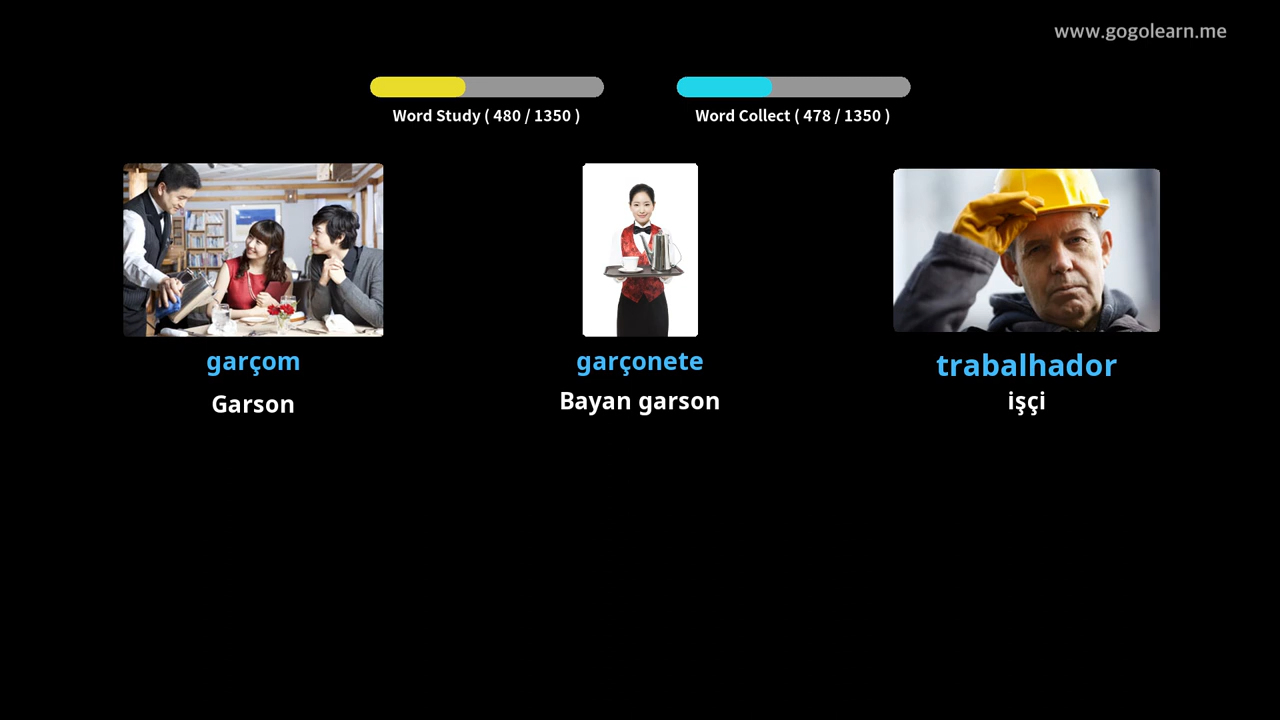 www.gogolearn.me
Word Study ( 480 / 1350 )
Word Collect ( 478 / 1350 )
garçom
garçonete
trabalhador
Garson
Bayan garson
işçi